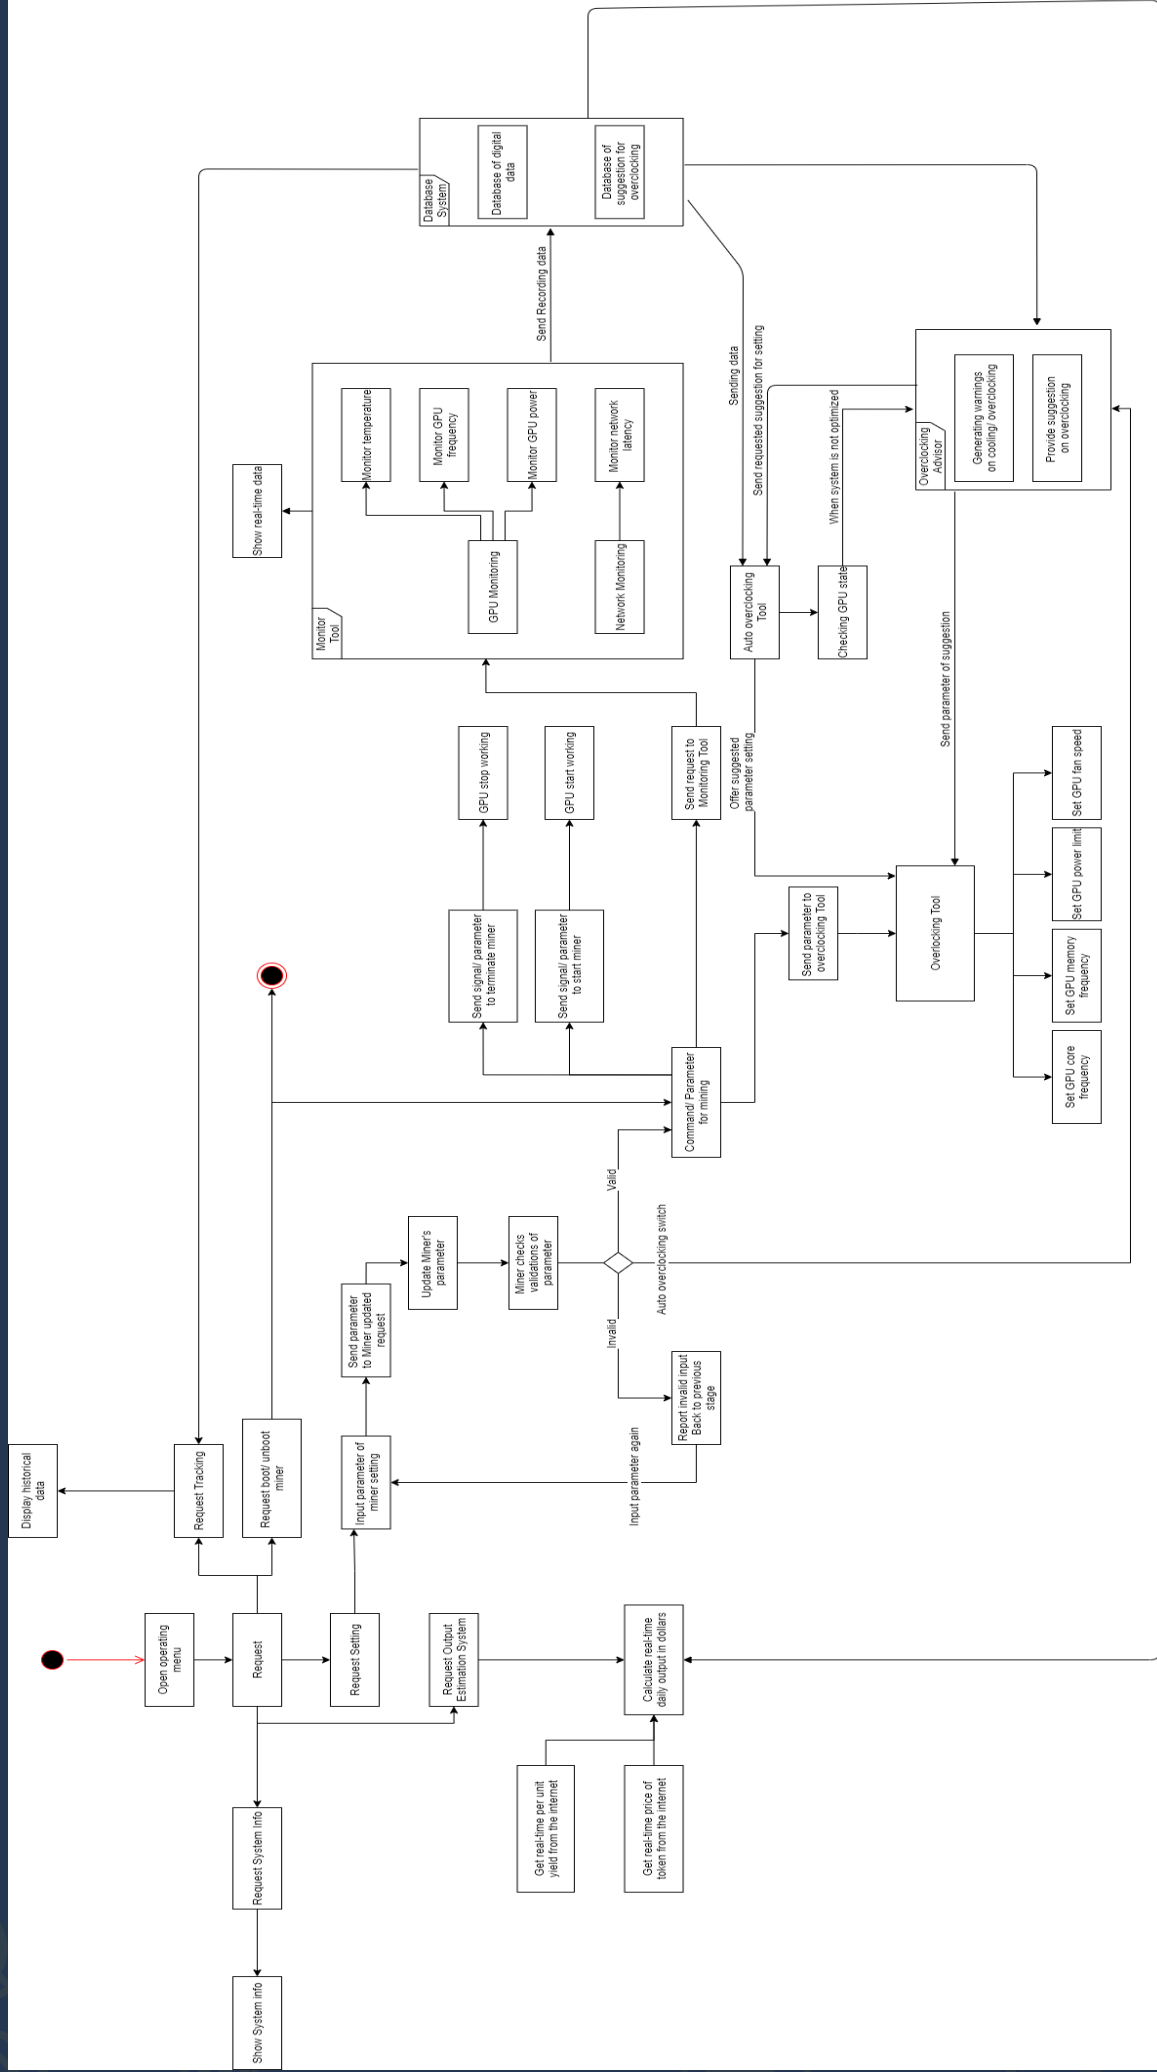 Open operating
menu
Request
Request System Info
Show System info
Request Tracking
Display historical
data
Request boot/ unboot
miner
Request Setting
Input parameter of
miner setting
Send parameter
to Miner updated
request
Update Miner's
parameter
Miner checks
validations of
parameter
Valid
Invalid
Auto overclocking switch
Report invalid input
Back to previous
stage
Input parameter again
Request Output
Estimation System
Calculate real-time
daily output in dollars
Get real-time per unit
yield from the internet
Get real-time price of
token from the internet
Command/ Parameter
for mining
Send signal/ parameter
to terminate miner
GPU stop working
Send signal/ parameter
to start miner
GPU start working
Send request to
Monitoring Tool
Send parameter to
overclocking Tool
Overlocking Tool
Set GPU core
frequency
Set GPU memory
frequency
Set GPU power limit
Set GPU fan speed
Monitor
Tool
GPU Monitoring
Network Monitoring
Monitor temperature
Monitor GPU
frequency
Monitor GPU power
Monitor network
latency
Show real-time data
Send Recording data
Database
System
Database of digital
data
Database of
suggestion for
overclocking
Sending data
Send requested suggestion for setting
Auto overclocking
Tool
Checking GPU state
When system is not optimized
Offer suggested
parameter setting
Send parameter of suggestion
Overclocking
Advisor
Generating warnings
on cooling/ overclocking
Provide suggestion
on overclocking